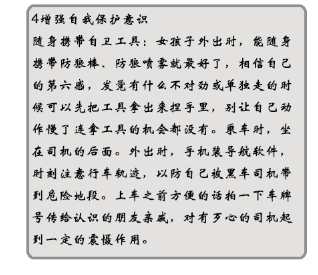 4增强自我保护意识
随身携带自卫工具：女孩子外出时，能随身
携带防狼棒、防狼喷雾就最好了，相信自己
的第六感，发觉有什么不对劲或单独走的时
候可以先把工具拿出来捏手里，别让自己动
作慢了连拿工具的机会都没有。乘车时，坐
在司机的后面。外出时，手机装导航软件，
时刻注意行车轨迹，以防自己被黑车司机带
到危险地段。上车之前方便的话拍一下车牌
号传给认识的朋友亲戚，对有歹心的司机起
到一定的震慑作用。